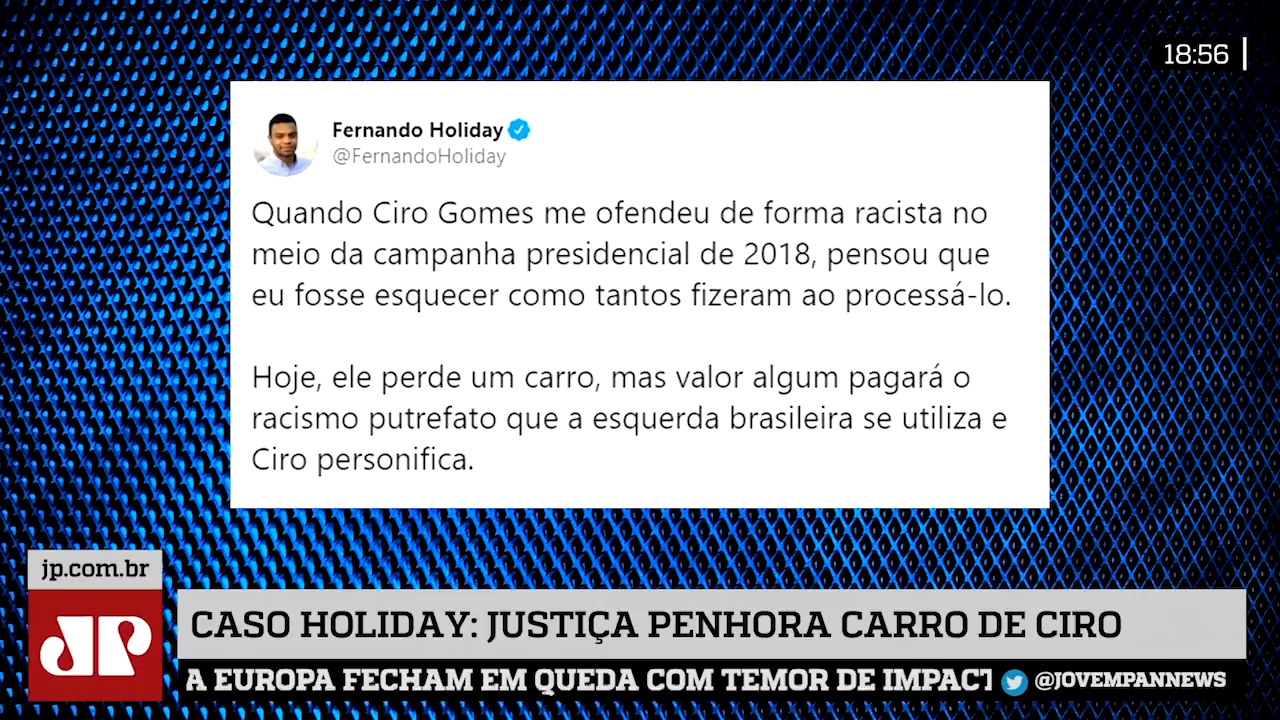 18:56
Fernando Holiday
@FernandoHoliday
Quando Ciro Gomes me ofendeu de forma racista no
meio da campanha presidencial de 2018, pensou que
eu fosse esquecer como tantos fizeram ao processá-lo.
Hoje, ele perde um carro, mas valor algum pagará o
racismo putrefato que a esquerda brasileira se utiliza e
Ciro personifica.
jp.com.br
JP
CASO HOLIDAY: JUSTIÇA PENHORA CARRO DE CIRO
A EUROPA FECHAM EM QUEDA COM TEMOR DE IMPACT
@JOVEMPANNEWS